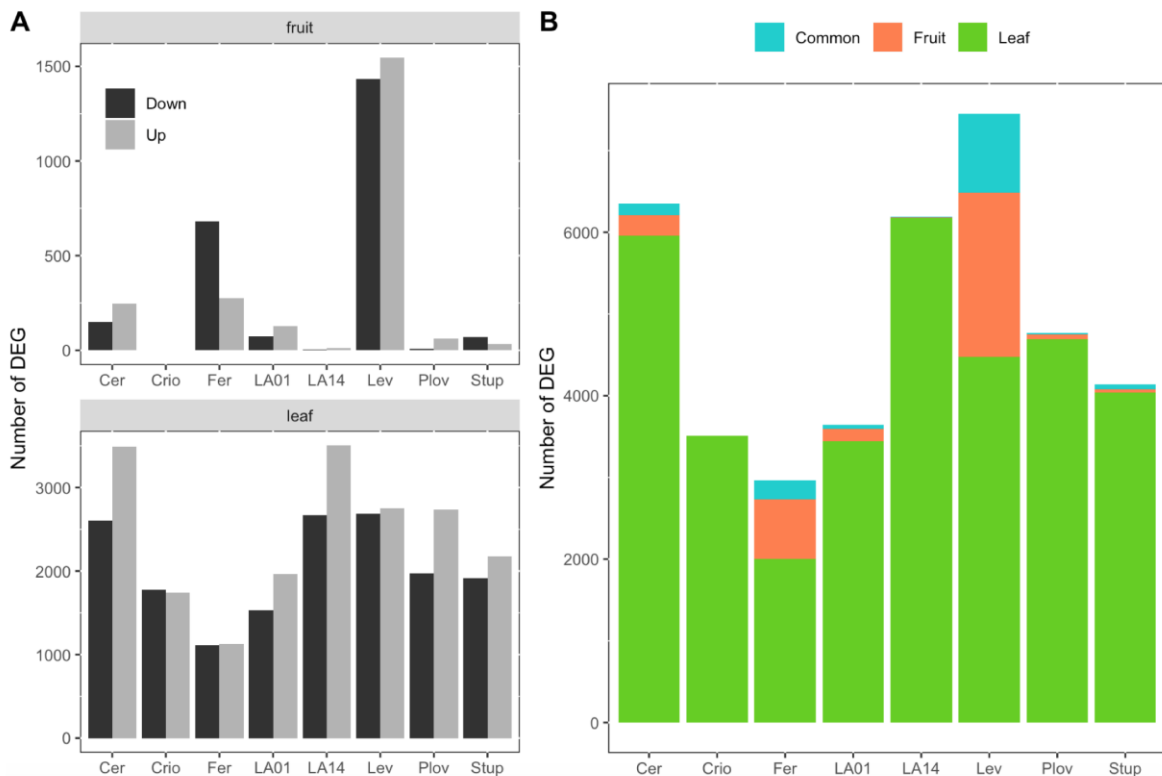 A
fruit
1500
1000
500
0
Down
Up
Cer Crio Fer LA01 LA14 Lev Plov Stup
Number of DEG
leaf
3000
2000
1000
0
Cer Crio Fer LA01 LA14 Lev Plov Stup
B
Common Fruit Leaf
6000
4000
2000
0
Number of DEG
Cer Crio Fer LA01 LA14 Lev Plov Stup